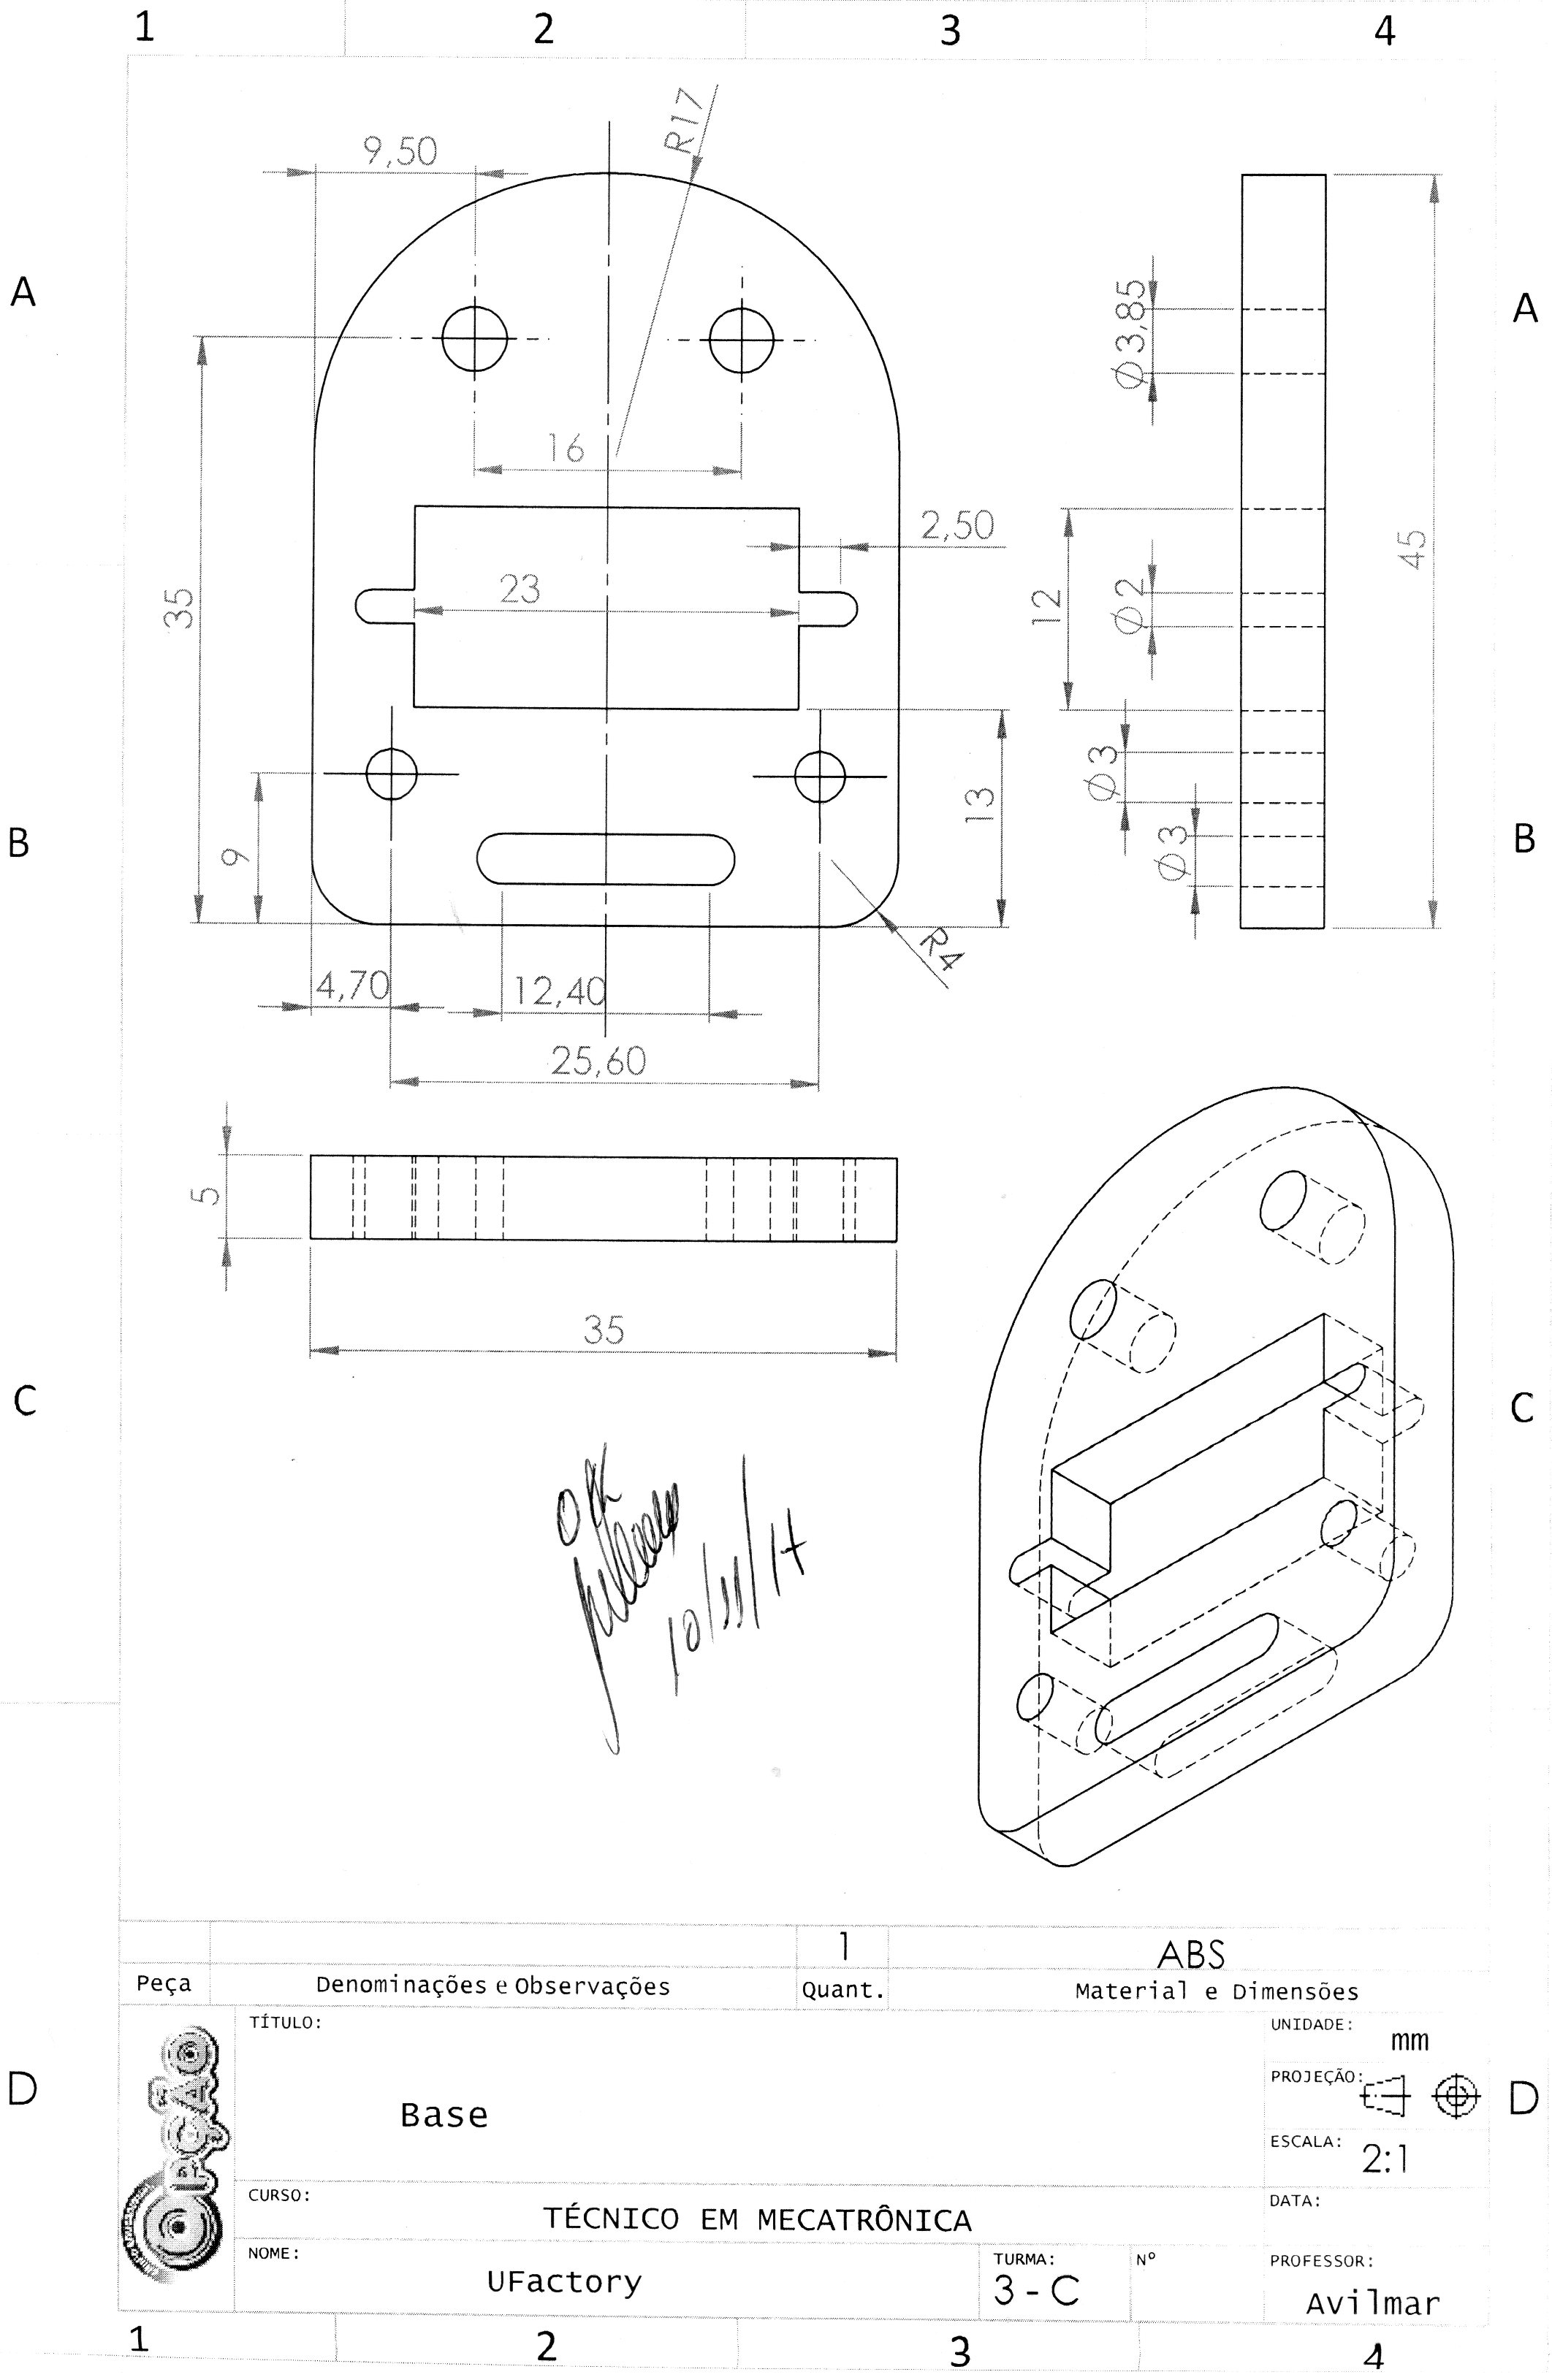 1 2 3 4
A A
B B
C C
D D
9,50
R17
16
2,50
23
35
9
13
R4
4,70
12,40
25,60
Ø3,85
12
Ø2
Ø3
Ø3
45
5
35
OK
10/11/17
1 ABS
Peça Denominações e Observações Quant. Material e Dimensões
OPÇÃO
TÍTULO:
Base
UNIDADE: mm
PROJEÇÃO:
ESCALA: 2:1
CURSO:
TÉCNICO EM MECATRÔNICA
DATA:
NOME:
UFactory
TURMA:
3-C
Nº
PROFESSOR:
Avilmar
1 2 3 4